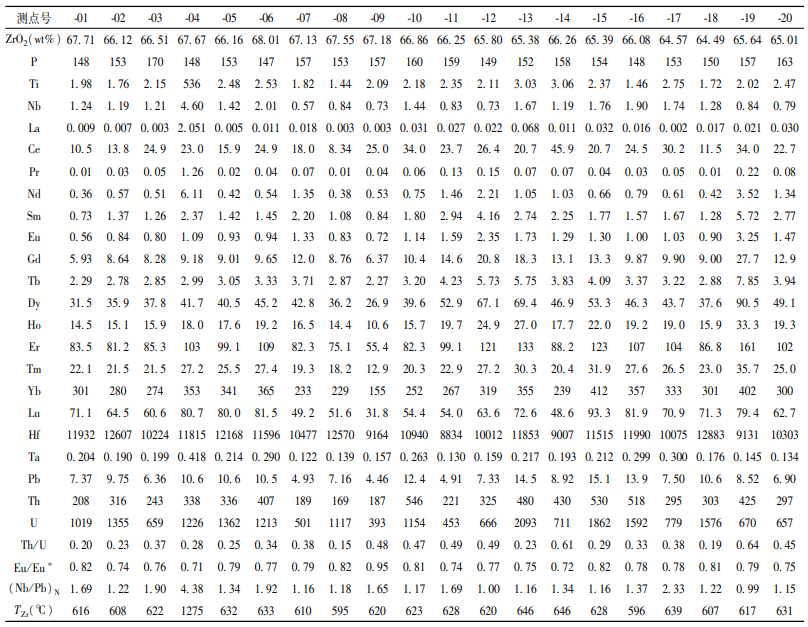 测点号 -01 -02 -03 -04 -05 -06 -07 -08 -09 -10 -11 -12 -13 -14 -15 -16 -17 -18 -19 -20
ZrO2(wt%) 67.71 66.12 66.51 67.67 66.16 68.01 67.13 67.55 67.18 66.86 66.25 65.80 65.38 66.26 65.39 66.08 64.57 64.49 65.64 65.01
P 148 153 170 148 153 147 157 153 157 160 159 149 152 158 154 148 153 150 157 163
Ti 1.98 1.76 2.15 536 2.48 2.53 1.82 1.44 2.09 2.18 2.35 2.11 3.03 3.06 2.37 1.46 2.75 1.72 2.02 2.47
Nb 1.24 1.19 1.21 4.60 1.42 2.01 0.57 0.84 0.73 1.44 0.83 0.73 1.67 1.19 1.76 1.90 1.74 1.28 0.84 0.79
La 0.009 0.007 0.003 2.051 0.005 0.011 0.018 0.003 0.003 0.031 0.027 0.022 0.068 0.011 0.032 0.016 0.002 0.017 0.021 0.030
Ce 10.5 13.8 24.9 23.0 15.9 24.9 18.0 8.34 25.0 34.0 23.7 26.4 20.7 45.9 20.7 24.5 30.2 11.5 34.0 22.7
Pr 0.01 0.03 0.05 1.26 0.02 0.04 0.07 0.01 0.04 0.06 0.13 0.15 0.07 0.07 0.04 0.03 0.05 0.01 0.22 0.08
Nd 0.36 0.57 0.51 6.11 0.42 0.54 1.35 0.38 0.53 0.75 1.46 2.21 1.05 1.03 0.66 0.79 0.61 0.42 3.52 1.34
Sm 0.73 1.37 1.26 2.37 1.42 1.45 2.20 1.08 0.84 1.80 2.94 4.16 2.74 2.25 1.77 1.57 1.67 1.28 5.72 2.77
Eu 0.56 0.84 0.80 1.09 0.93 0.94 1.33 0.83 0.72 1.14 1.59 2.35 1.73 1.29 1.30 1.00 1.03 0.90 3.25 1.47
Gd 5.93 8.64 8.28 9.18 9.01 9.65 12.0 8.76 6.37 10.4 14.6 20.8 18.3 13.1 13.3 9.87 9.90 9.00 27.7 12.9
Tb 2.29 2.78 2.85 2.99 3.05 3.33 3.71 2.87 2.27 3.20 4.23 5.73 5.75 3.83 4.09 3.37 3.22 2.88 7.85 3.94
Dy 31.5 35.9 37.8 41.7 40.5 45.2 42.8 36.2 26.9 39.6 52.9 67.1 69.4 46.9 53.3 46.3 43.7 37.6 90.5 49.1
Ho 14.5 15.1 15.9 18.0 17.6 19.2 16.5 14.4 10.6 15.7 19.7 24.9 27.0 17.7 22.0 19.2 19.0 15.9 33.3 19.3
Er 83.5 81.2 85.3 103 99.1 109 82.3 75.1 55.4 82.3 99.1 121 133 88.2 123 107 104 86.8 161 102
Tm 22.1 21.5 21.5 27.2 25.5 27.4 19.3 18.2 12.9 20.3 22.9 27.2 30.3 20.4 31.9 27.6 26.5 23.0 35.7 25.0
Yb 301 280 274 353 341 365 233 229 155 252 267 319 355 239 412 357 333 301 402 300
Lu 71.1 64.5 60.6 80.7 80.0 81.5 49.2 51.6 31.8 54.4 54.0 63.6 72.6 48.6 93.3 81.9 70.9 71.3 79.4 62.7
Hf 11932 12607 10224 11815 12168 11596 10477 12570 9164 10940 8834 10012 11853 9007 11515 11990 10075 12883 9131 10303
Ta 0.204 0.190 0.199 0.418 0.214 0.290 0.122 0.139 0.157 0.263 0.130 0.159 0.217 0.193 0.212 0.299 0.300 0.176 0.145 0.134
Pb 7.37 9.75 6.36 10.6 10.6 10.5 4.93 7.16 4.46 12.4 4.91 7.33 14.5 8.92 15.1 13.9 7.50 10.6 8.52 6.90
Th 208 316 243 338 336 407 189 169 187 546 221 325 480 430 530 518 295 303 425 297
U 1019 1355 659 1226 1362 1213 501 1117 393 1154 453 666 2093 711 1862 1592 779 1576 670 657
Th/U 0.20 0.23 0.37 0.28 0.25 0.34 0.38 0.15 0.48 0.47 0.49 0.49 0.23 0.61 0.29 0.33 0.38 0.19 0.64 0.45
Eu/Eu* 0.82 0.74 0.76 0.71 0.79 0.77 0.79 0.82 0.95 0.81 0.74 0.77 0.75 0.72 0.82 0.78 0.78 0.81 0.79 0.75
(Nb/Pb)N 1.69 1.22 1.90 4.38 1.34 1.92 1.16 1.18 1.65 1.17 1.69 1.00 1.16 1.34 1.16 1.37 2.33 1.22 0.99 1.15
TZr(℃) 616 608 622 1275 632 633 610 595 620 623 628 620 646 646 628 596 639 607 617 631